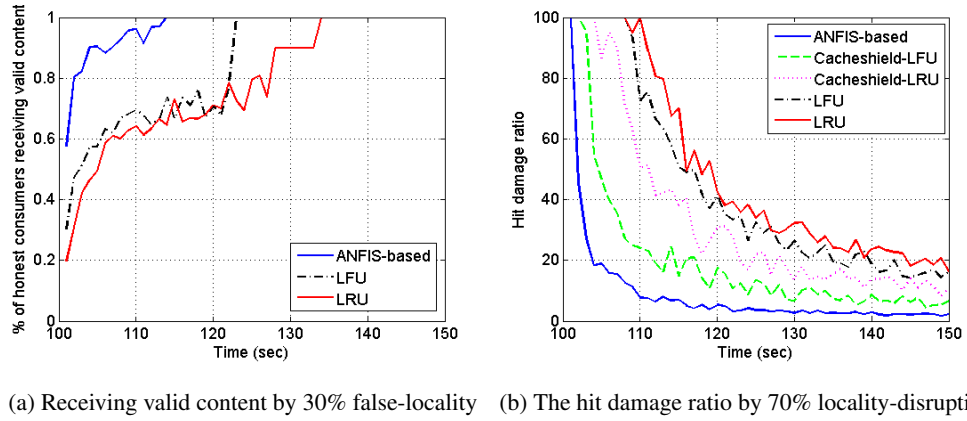 1
0.8
0.6
0.4
0.2
0
% of honest consumers receiving valid content
ANFIS-based
LFU
LRU
100 110 120 130 140 150
Time (sec)
100
80
60
40
20
0
Hit damage ratio
ANFIS-based
Cacheshield-LFU
Cacheshield-LRU
LFU
LRU
100 110 120 130 140 150
Time (sec)
(a) Receiving valid content by 30% false-locality
(b) The hit damage ratio by 70% locality-disrupti